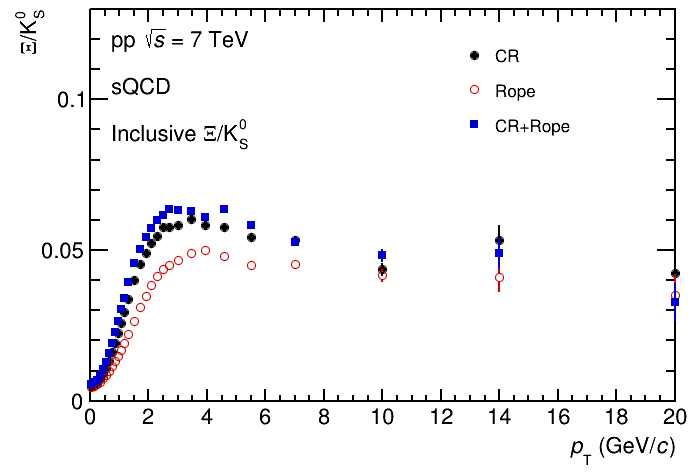 Ξ/K⁰_S
pp √s = 7 TeV
sQCD
Inclusive Ξ/K⁰_S
CR
Rope
CR+Rope
0.1
0.05
0
0 2 4 6 8 10 12 14 16 18 20
p_T (GeV/c)